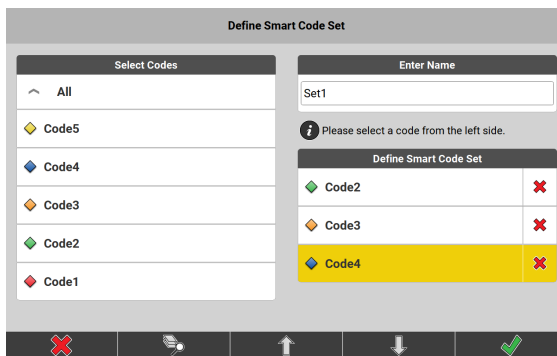 Define Smart Code Set
Select Codes
All
Code5
Code4
Code3
Code2
Code1
Enter Name
Set1
Please select a code from the left side.
Define Smart Code Set
Code2
Code3
Code4